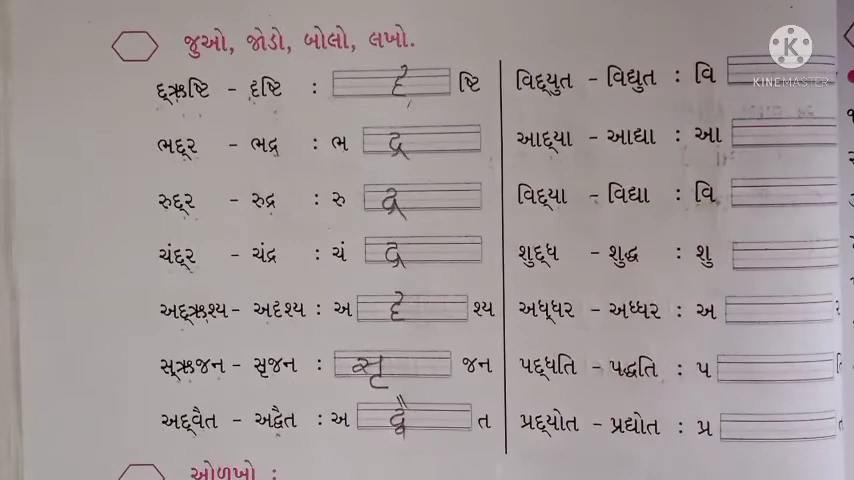 જુઓ, જોડો, બોલો, લખો.
દ્ઋષ્ટિ - દૃષ્ટિ : દૃ ષ્ટિ
ભદ્ર - ભદ્ર : ભ દ્ર
રુદ્ર - રુદ્ર : રુ દ્ર
ચંદ્ર - ચંદ્ર : ચં દ્ર
અદ્ઋશ્ય - અદૃશ્ય : અ દૃ શ્ય
સ્ઋજન - સૃજન : સૃ જન
અદ્વૈત - અદ્વૈત : અ દ્વૈ ત
વિદ્યુત - વિદ્યુત : વિ
આદ્યા - આદ્યા : આ
વિદ્યા - વિદ્યા : વિ
શુદ્ધ - શુદ્ધ : શુ
અધ્ધર - અધ્ધર : અ
પદ્ધતિ - પદ્ધતિ : પ તિ
પ્રદ્યોત - પ્રદ્યોત : પ્ર ત
ઓળખો :
KINEMASTER